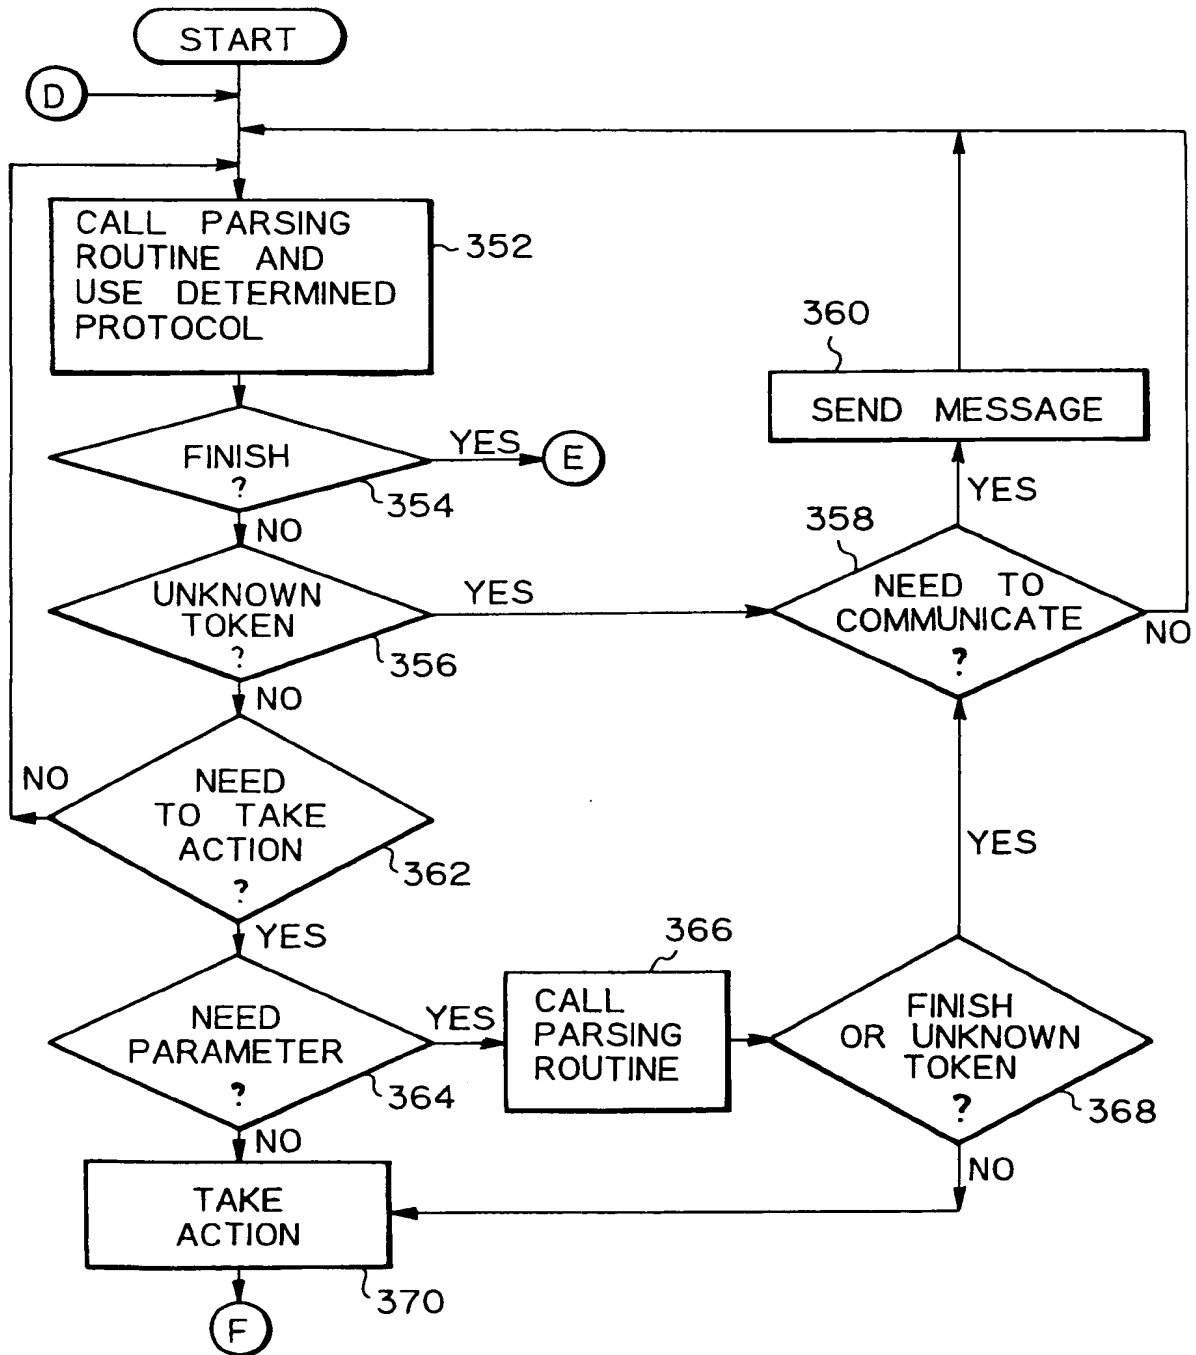 START
D
CALL PARSING
ROUTINE AND
USE DETERMINED
PROTOCOL
352
FINISH
?
354
YES
E
NO
UNKNOWN
TOKEN
?
356
YES
NO
NEED
TO TAKE
ACTION
?
362
NO
YES
NEED
PARAMETER
?
364
YES
NO
366
CALL
PARSING
ROUTINE
FINISH
OR UNKNOWN
TOKEN
?
368
YES
NO
358
NEED TO
COMMUNICATE
?
NO
YES
360
SEND MESSAGE
TAKE
ACTION
370
F